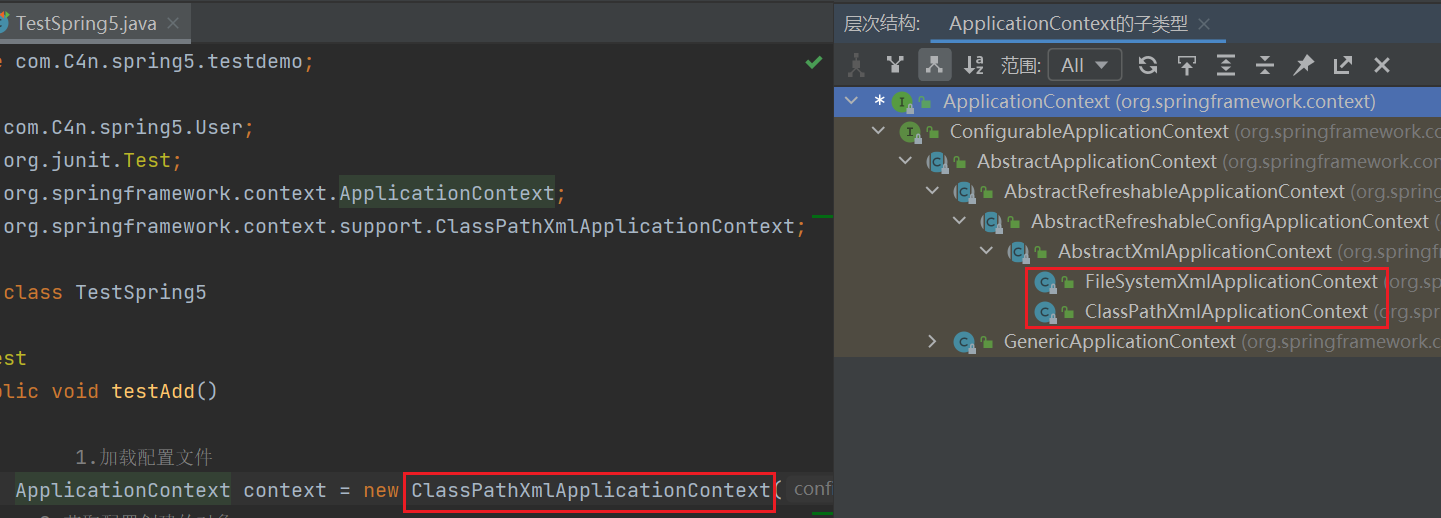 TestSpring5.java
com.C4n.spring5.testdemo;
com.C4n.spring5.User;
org.junit.Test;
org.springframework.context.ApplicationContext;
org.springframework.context.support.ClassPathXmlApplicationContext;
class TestSpring5
est
blic void testAdd()
1.加载配置文件
ApplicationContext context = new ClassPathXmlApplicationContext( confi
层次结构: ApplicationContext的子类型
范围: All
* ApplicationContext (org.springframework.context)
ConfigurableApplicationContext (org.springframework.co
AbstractApplicationContext (org.springframework.con
AbstractRefreshableApplicationContext (org.springf
AbstractRefreshableConfigApplicationContext (
AbstractXmlApplicationContext (org.springfr
FileSystemXmlApplicationContext (org.sp
ClassPathXmlApplicationContext (org.spr
GenericApplicationContext (org.springframework.c